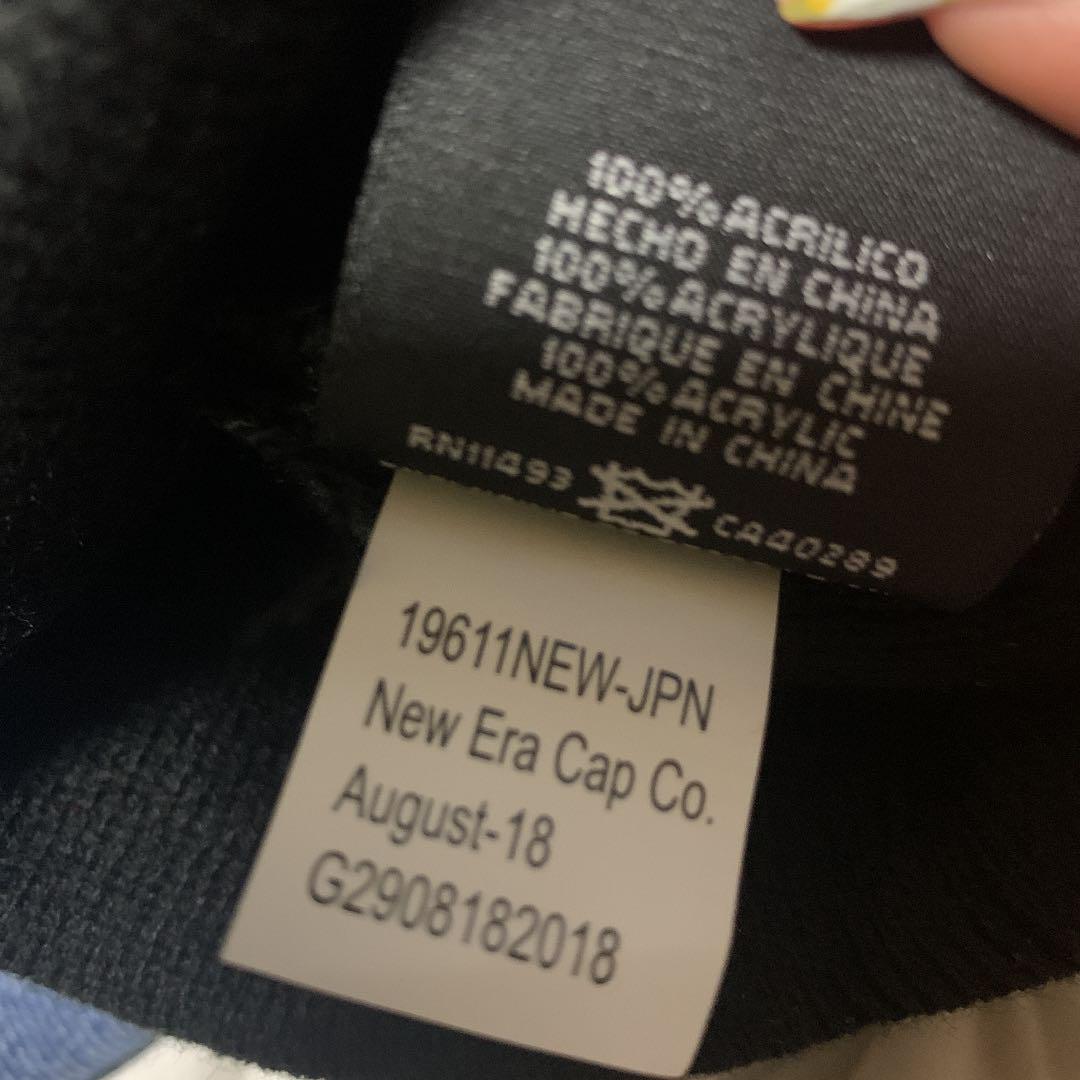 100%ACRILICO
HECHO EN CHINA
100%ACRYLIQUE
FABRIQUE EN CHINE
100%ACRYLIC
MADE IN CHINA
RN11493 CA40289
19611NEW-JPN
New Era Cap Co.
August-18
G2908182018